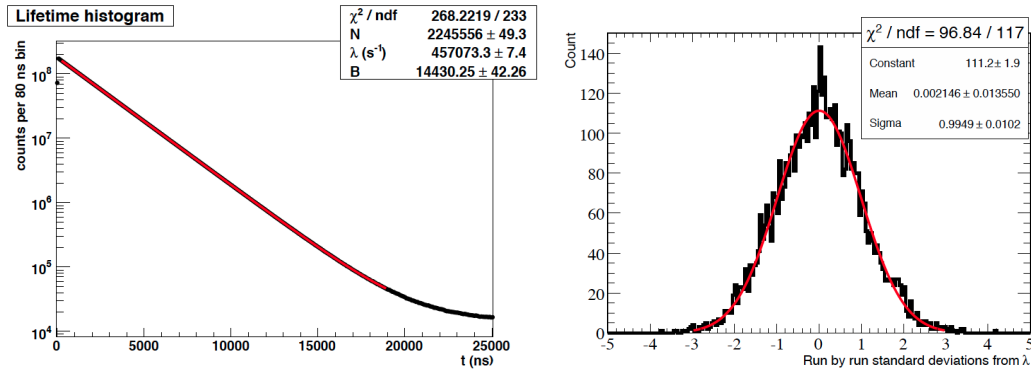 Lifetime histogram
χ² / ndf 268.2219 / 233
N 2245556 ± 49.3
λ (s⁻¹) 457073.3 ± 7.4
B 14430.25 ± 42.26
counts per 80 ns bin
10⁸
10⁷
10⁶
10⁵
10⁴
0 5000 10000 15000 20000 25000
t (ns)
χ² / ndf = 96.84 / 117
Constant 111.2± 1.9
Mean 0.002146 ± 0.013550
Sigma 0.9949 ± 0.0102
Count
140
120
100
80
60
40
20
0
-5 -4 -3 -2 -1 0 1 2 3 4 5
Run by run standard deviations from λ